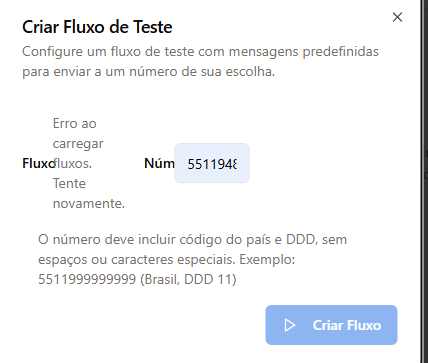 Criar Fluxo de Teste
Configure um fluxo de teste com mensagens predefinidas
para enviar a um número de sua escolha.
Erro ao
carregar
fluxos.
Tente
novamente.
Fluxo
Núm
5511948
O número deve incluir código do país e DDD, sem
espaços ou caracteres especiais. Exemplo:
5511999999999 (Brasil, DDD 11)
Criar Fluxo